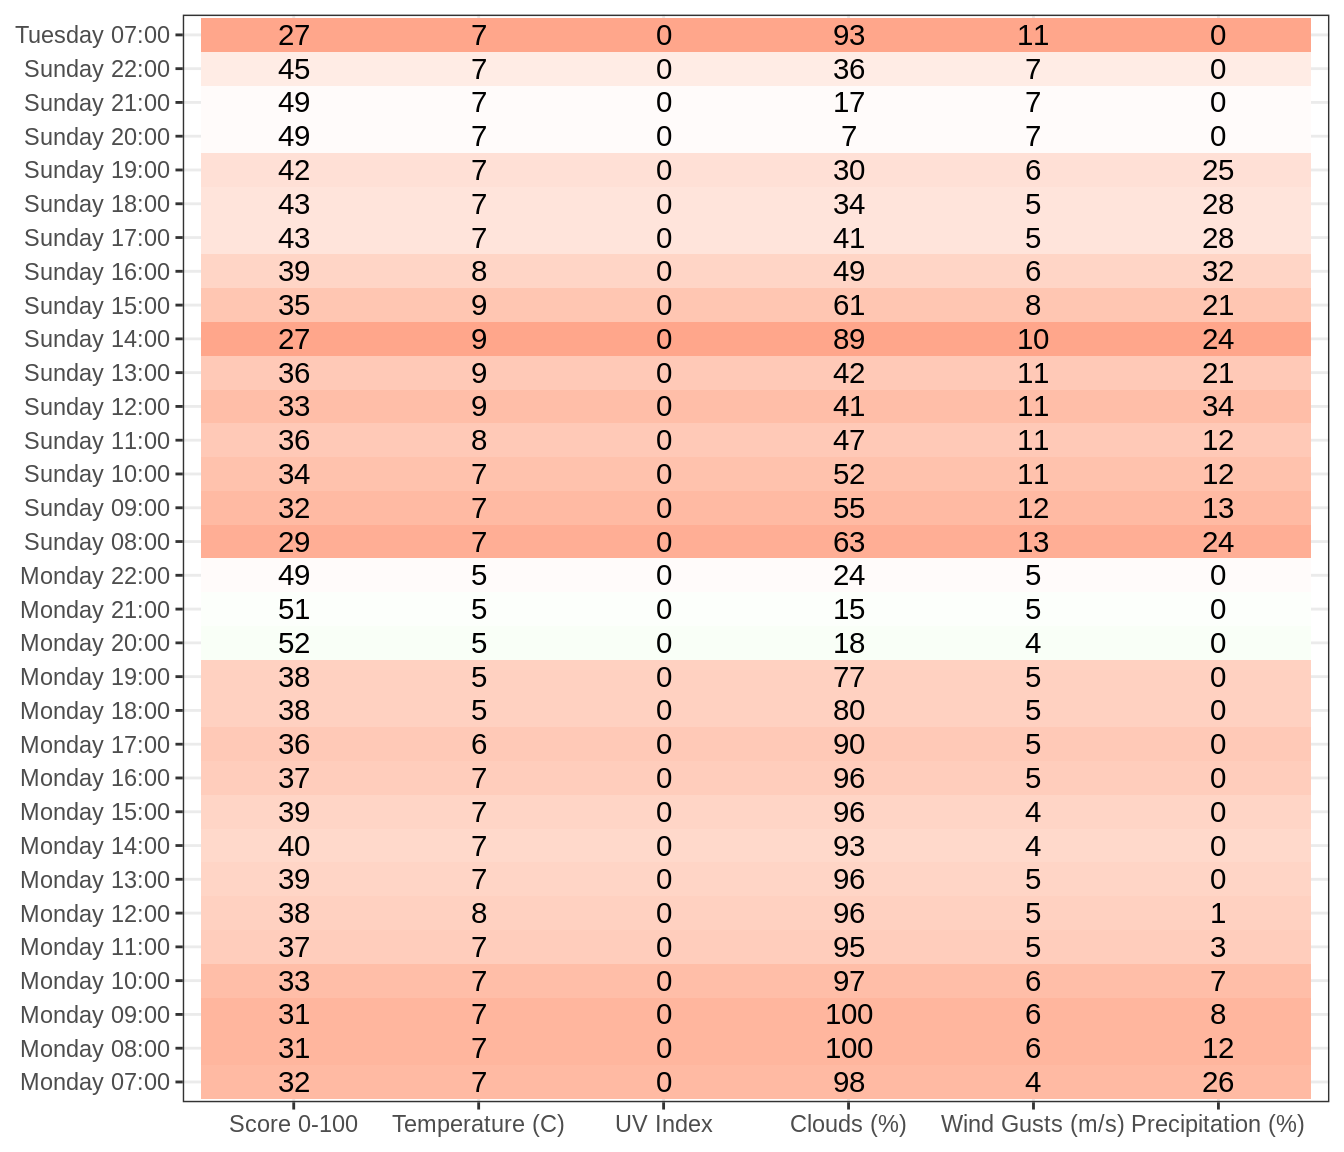 Tuesday 07:00 27 7 0 93 11 0
Sunday 22:00 45 7 0 36 7 0
Sunday 21:00 49 7 0 17 7 0
Sunday 20:00 49 7 0 7 7 0
Sunday 19:00 42 7 0 30 6 25
Sunday 18:00 43 7 0 34 5 28
Sunday 17:00 43 7 0 41 5 28
Sunday 16:00 39 8 0 49 6 32
Sunday 15:00 35 9 0 61 8 21
Sunday 14:00 27 9 0 89 10 24
Sunday 13:00 36 9 0 42 11 21
Sunday 12:00 33 9 0 41 11 34
Sunday 11:00 36 8 0 47 11 12
Sunday 10:00 34 7 0 52 11 12
Sunday 09:00 32 7 0 55 12 13
Sunday 08:00 29 7 0 63 13 24
Monday 22:00 49 5 0 24 5 0
Monday 21:00 51 5 0 15 5 0
Monday 20:00 52 5 0 18 4 0
Monday 19:00 38 5 0 77 5 0
Monday 18:00 38 5 0 80 5 0
Monday 17:00 36 6 0 90 5 0
Monday 16:00 37 7 0 96 5 0
Monday 15:00 39 7 0 96 4 0
Monday 14:00 40 7 0 93 4 0
Monday 13:00 39 7 0 96 5 0
Monday 12:00 38 8 0 96 5 1
Monday 11:00 37 7 0 95 5 3
Monday 10:00 33 7 0 97 6 7
Monday 09:00 31 7 0 100 6 8
Monday 08:00 31 7 0 100 6 12
Monday 07:00 32 7 0 98 4 26
Score 0-100 Temperature (C) UV Index Clouds (%) Wind Gusts (m/s) Precipitation (%)